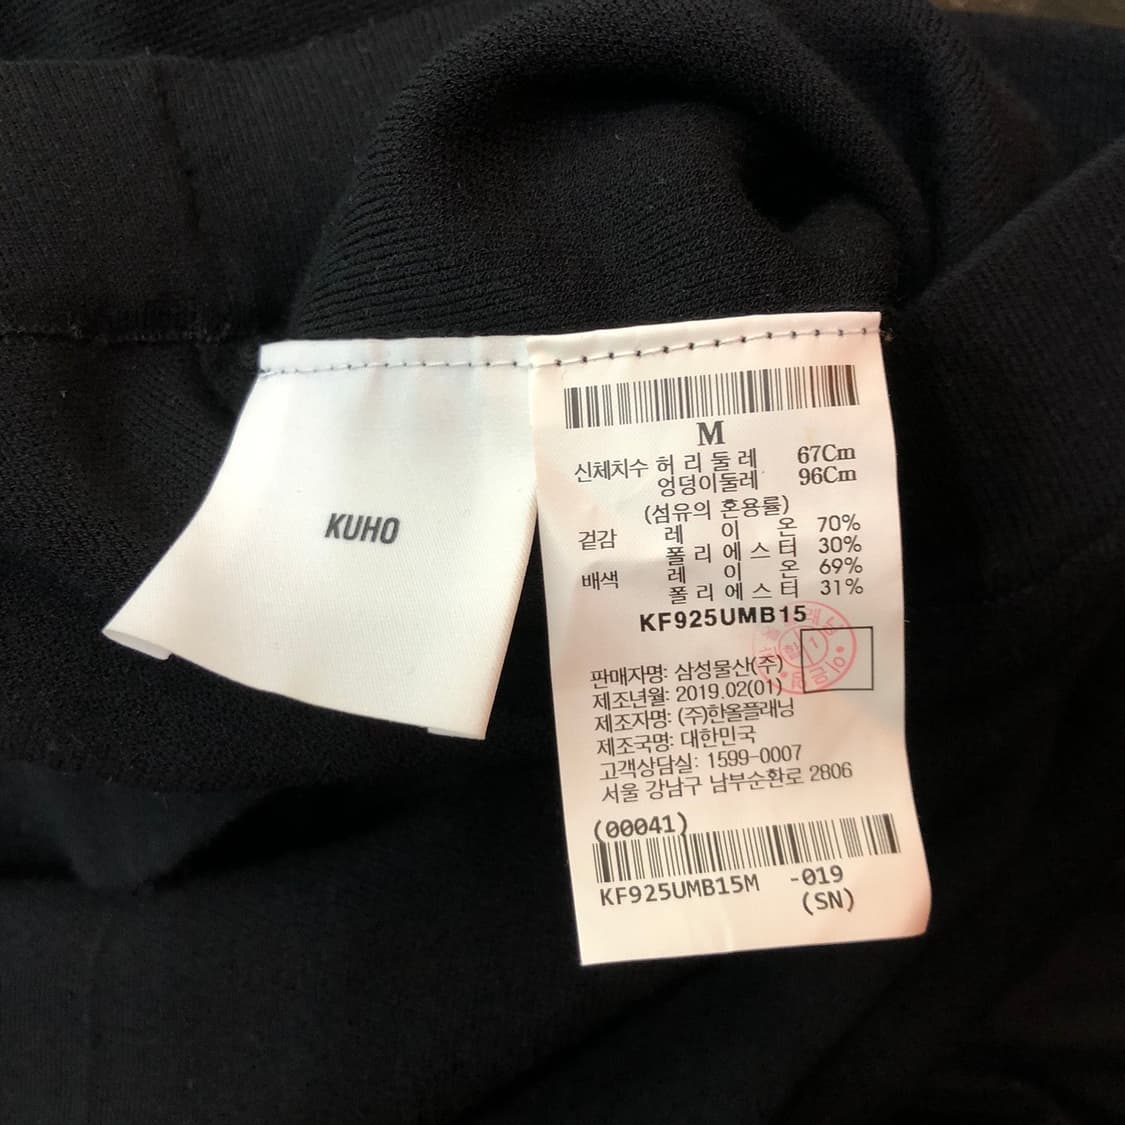 KUHO
M
신체치수 허 리 둘 레 67Cm
엉덩이둘레 96Cm
(섬유의 혼용률)
겉감 레 이 온 70%
폴 리 에 스 터 30%
배색 레 이 온 69%
폴 리 에 스 터 31%
KF925UMB15
판매자명: 삼성물산(주)
제조년월: 2019.02(01)
제조자명: (주)한올플래닝
제조국명: 대한민국
고객상담실: 1599-0007
서울 강남구 남부순환로 2806
(00041)
KF925UMB15M -019
(SN)